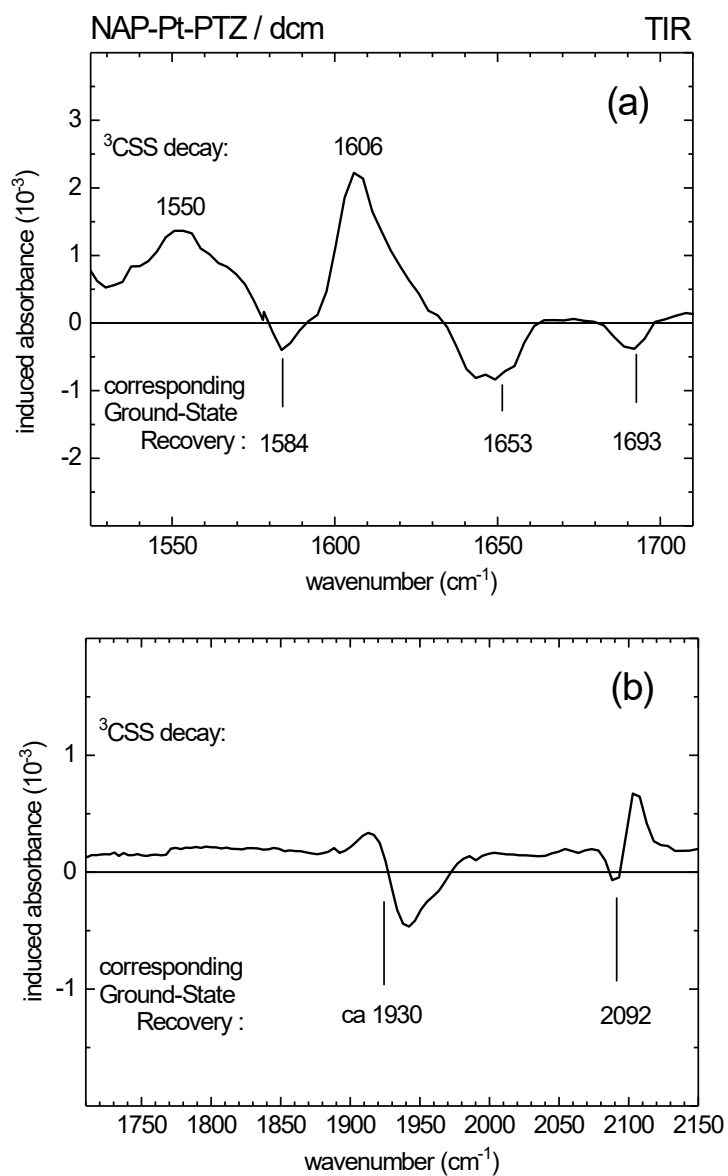 NAP-Pt-PTZ / dcm TIR
(a)
³CSS decay:
1606
1550
3
2
1
0
-1
-2
induced absorbance (10⁻³)
corresponding
Ground-State
Recovery :
1584
1653
1693
1550 1600 1650 1700
wavenumber (cm⁻¹)
(b)
³CSS decay:
1
0
-1
induced absorbance (10⁻³)
corresponding
Ground-State
Recovery :
ca 1930
2092
1750 1800 1850 1900 1950 2000 2050 2100 2150
wavenumber (cm⁻¹)